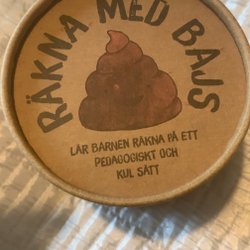 RÄKNA MED BAJS
LÄR BARNEN RÄKNA PÅ ETT
PEDAGOGISKT OCH
KUL SÄTT